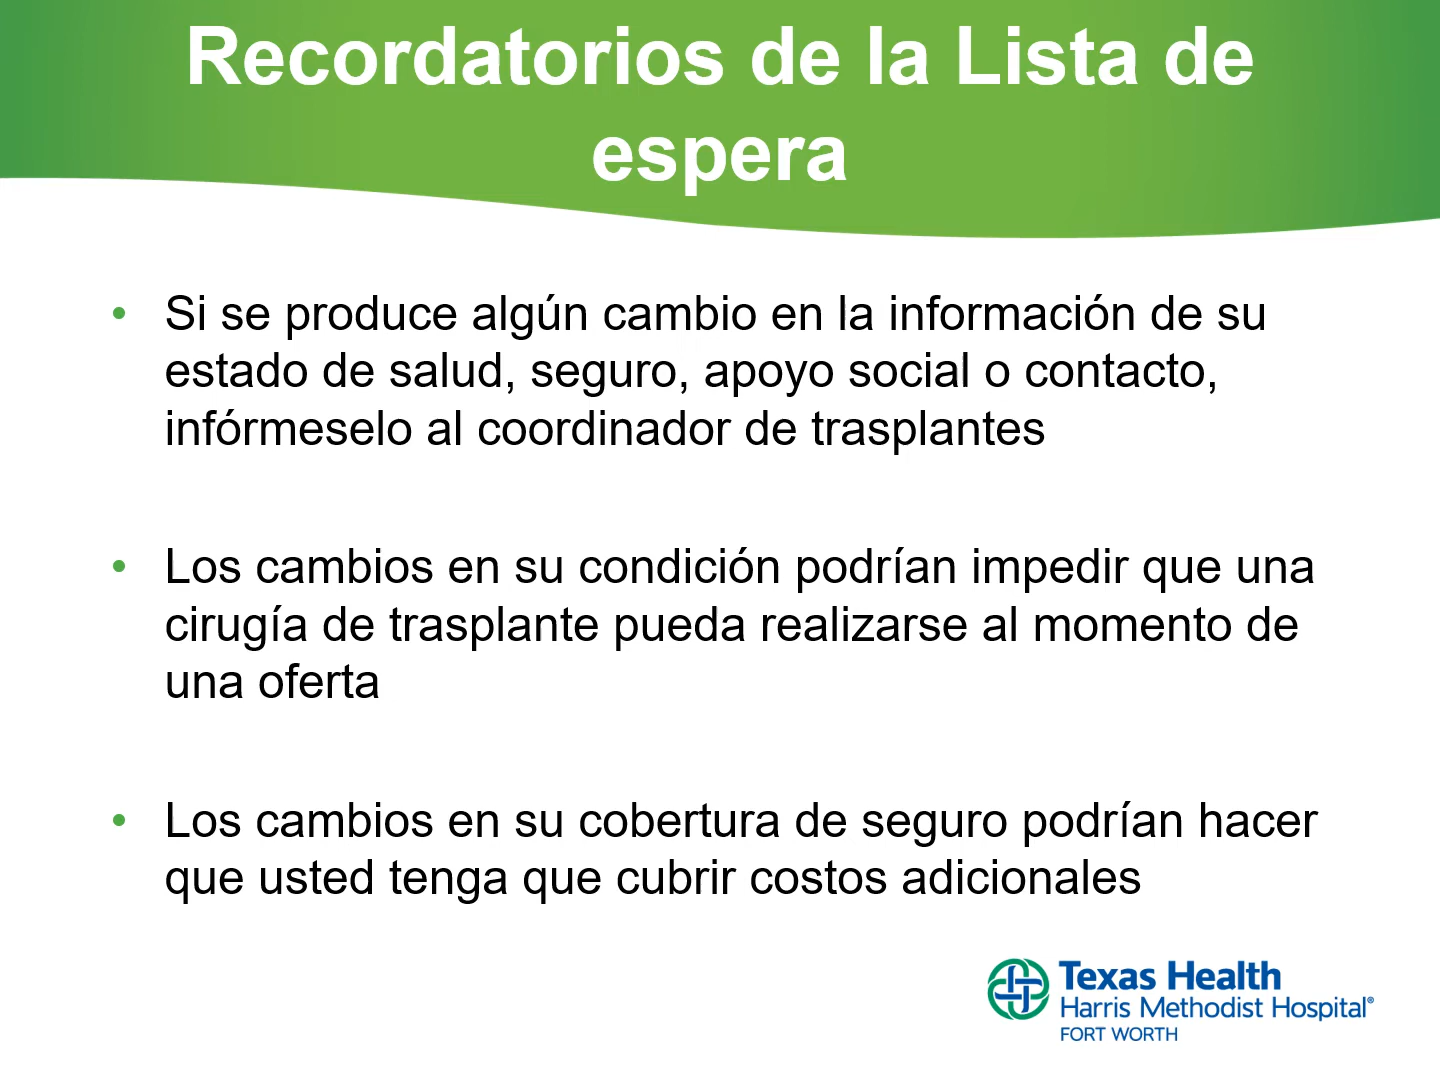 Recordatorios de la Lista de
espera
• Si se produce algún cambio en la información de su
estado de salud, seguro, apoyo social o contacto,
infórmeselo al coordinador de trasplantes
• Los cambios en su condición podrían impedir que una
cirugía de trasplante pueda realizarse al momento de
una oferta
• Los cambios en su cobertura de seguro podrían hacer
que usted tenga que cubrir costos adicionales
Texas Health
Harris Methodist Hospital®
FORT WORTH